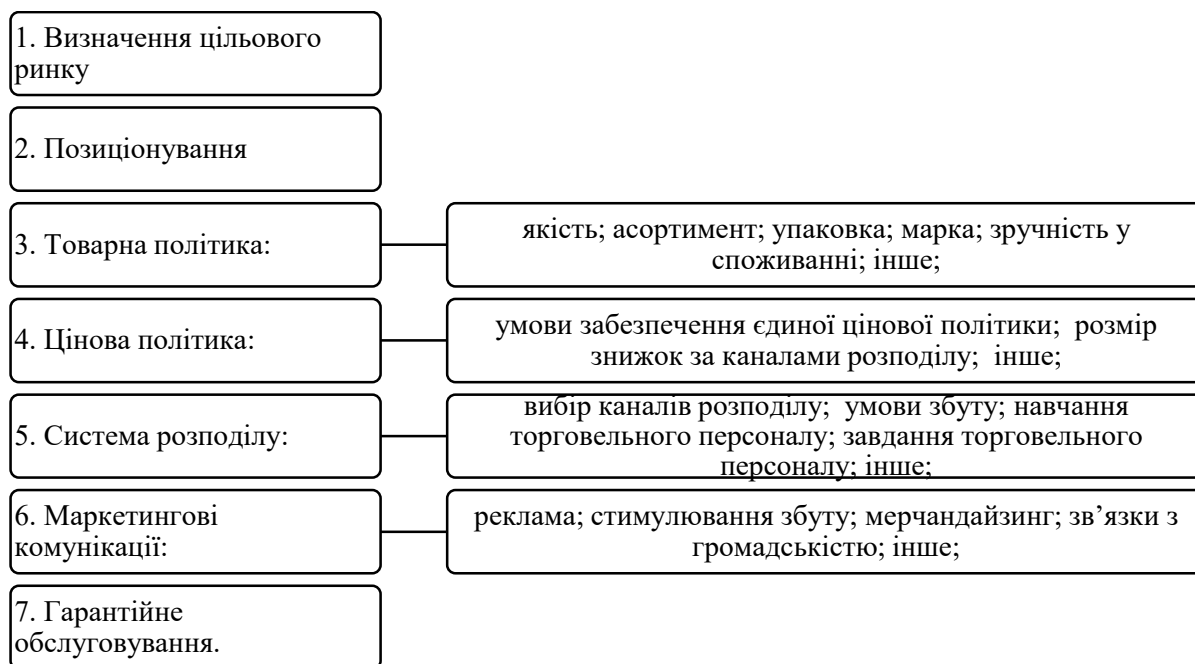 1. Визначення цільового
ринку
2. Позиціонування
3. Товарна політика:
якість; асортимент; упаковка; марка; зручність у
споживанні; інше;
4. Цінова політика:
умови забезпечення єдиної цінової політики; розмір
знижок за каналами розподілу; інше;
5. Система розподілу:
вибір каналів розподілу; умови збуту; навчання
торговельного персоналу; завдання торговельного
персоналу; інше;
6. Маркетингові
комунікації:
реклама; стимулювання збуту; мерчандайзинг; зв’язки з
громадськістю; інше;
7. Гарантійне
обслуговування.